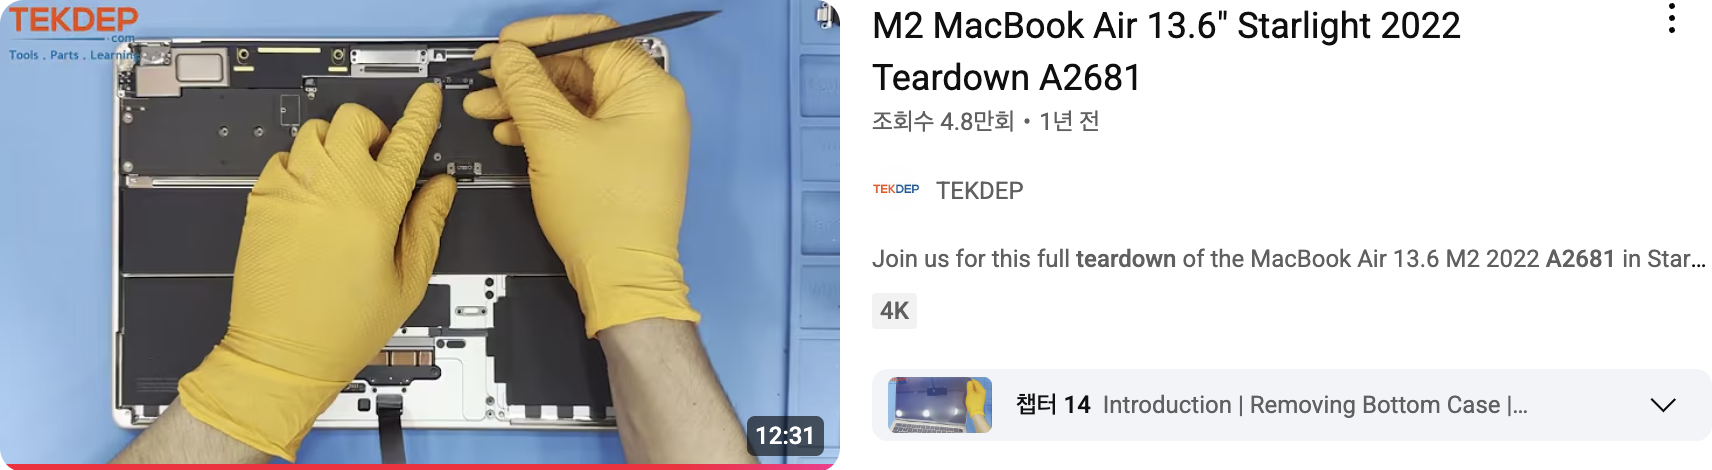 TEKDEP
.com
Tools . Parts . Learning
12:31
M2 MacBook Air 13.6" Starlight 2022
Teardown A2681
조회수 4.8만회 • 1년 전
TEKDEP TEKDEP
Join us for this full teardown of the MacBook Air 13.6 M2 2022 A2681 in Star...
4K
챕터 14 Introduction | Removing Bottom Case |...